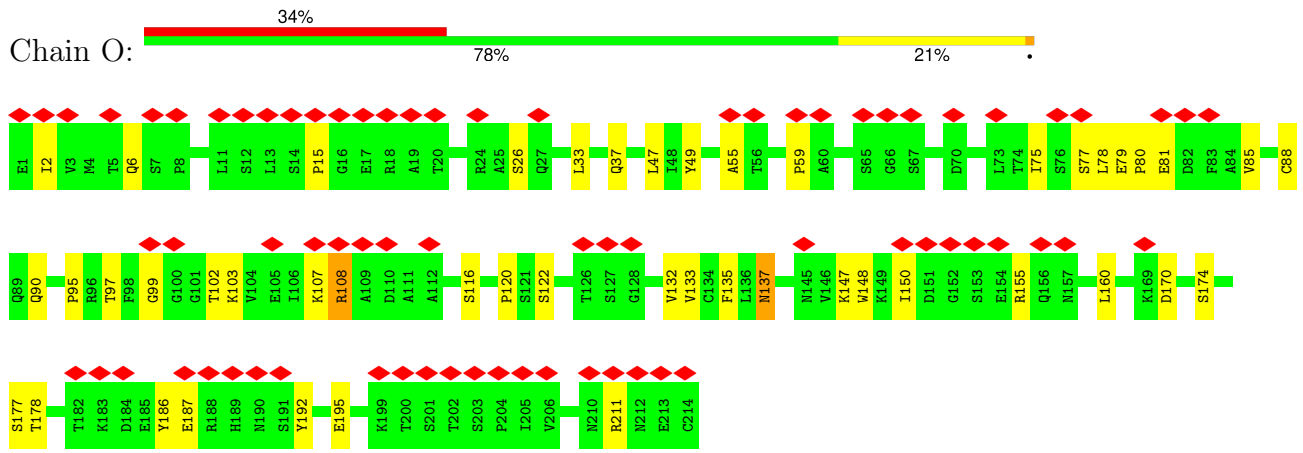 34%
Chain O:
78% 21% •
E1 I2 V3 M4 T5 Q6 S7 P8 L11 S12 L13 S14 P15 G16 E17 R18 A19 T20 R24 A25 S26 Q27 L33 Q37 L47 I48 Y49 A55 T56 P59 A60 S65 G66 S67 D70 L73 T74 I75 S76 S77 L78 E79 P80 E81 D82 F83 A84 V85 C88
Q89 Q90 P95 R96 T97 F98 G99 G100 G101 T102 K103 V104 E105 I106 K107 R108 A109 D110 A111 A112 S116 P120 S121 S122 T126 S127 G128 V132 V133 C134 F135 L136 N137 N145 V146 K147 W148 K149 I150 D151 G152 S153 E154 R155 Q156 N157 L160 K169 D170 S174
S177 T178 T182 K183 D184 E185 Y186 E187 R188 H189 N190 S191 Y192 E195 K199 T200 S201 T202 S203 P204 I205 V206 N210 R211 N212 E213 C214